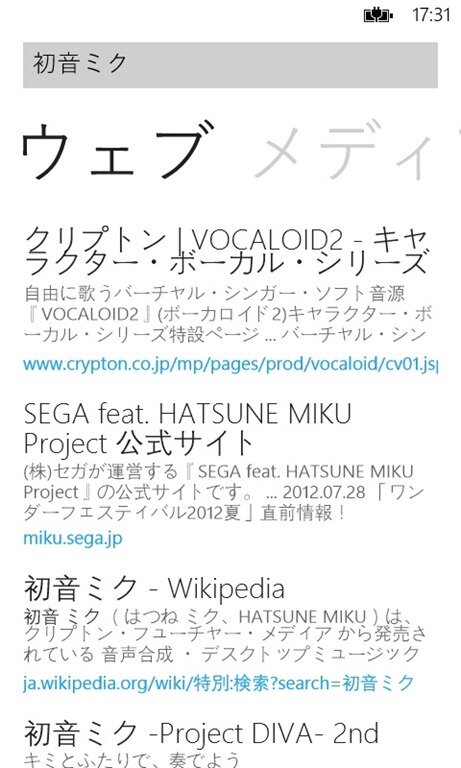 17:31
初音ミク
ウェブ メディ
クリプトン | VOCALOID2 - キャ
ラクター・ボーカル・シリーズ
自由に歌うバーチャル・シンガー・ソフト音源
『VOCALOID2』(ボーカロイド2)キャラクター・ボ
ーカル・シリーズ特設ページ ... バーチャル・シン
www.crypton.co.jp/mp/pages/prod/vocaloid/cv01.jsp
SEGA feat. HATSUNE MIKU
Project 公式サイト
(株)セガが運営する『SEGA feat. HATSUNE MIKU
Project』の公式サイトです。 ... 2012.07.28 「ワン
ダーフェスティバル2012夏」直前情報！
miku.sega.jp
初音ミク - Wikipedia
初音 ミク （はつね ミク、HATSUNE MIKU）は、
クリプトン・フューチャー・メディア から発売さ
れている 音声合成 ・ デスクトップミュージック
ja.wikipedia.org/wiki/特別:検索?search=初音ミク
初音ミク -Project DIVA- 2nd
キミとふたりで、奏でよう